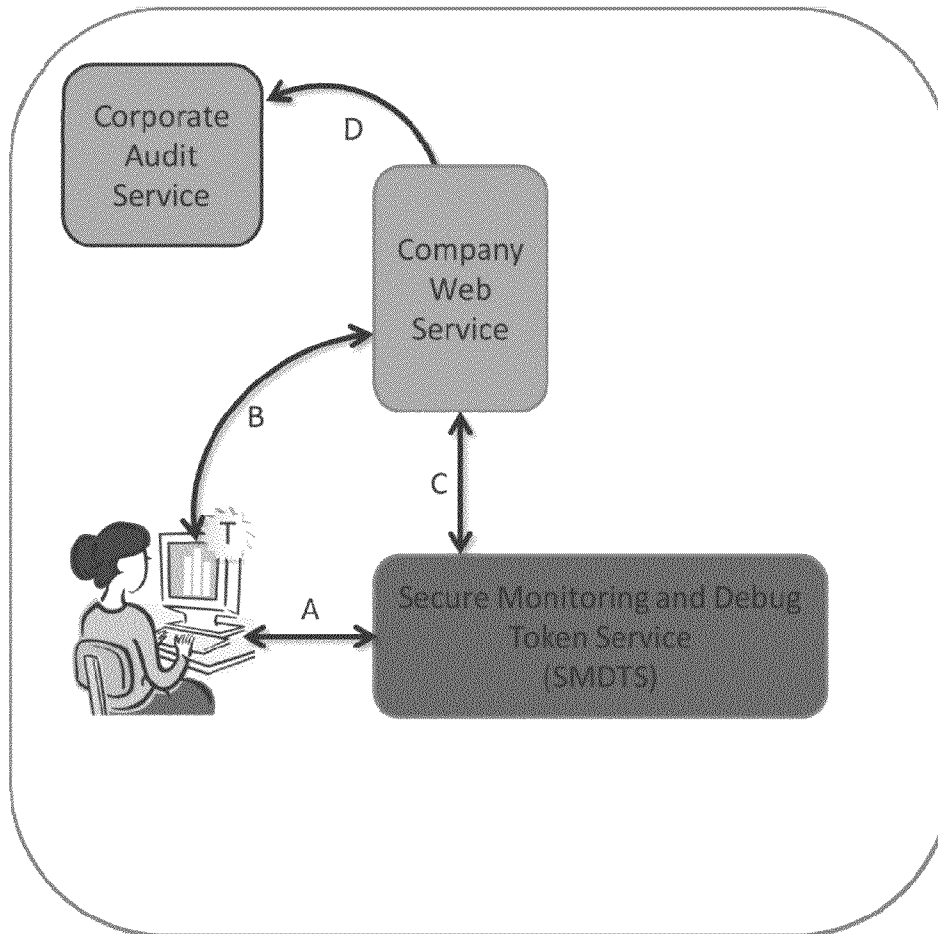 Corporate
Audit
Service
D
Company
Web
Service
B
C
T
A
Secure Monitoring and Debug
Token Service
(SMDTS)